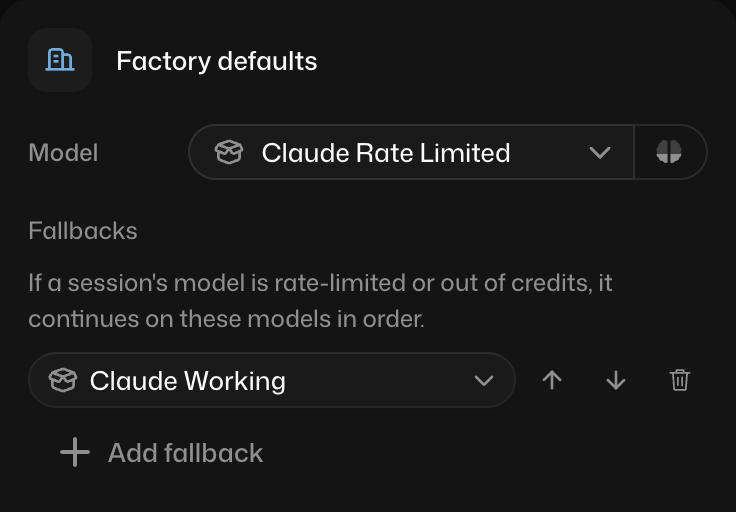 Factory defaults
Model
Claude Rate Limited
Fallbacks
If a session's model is rate-limited or out of credits, it
continues on these models in order.
Claude Working
Add fallback